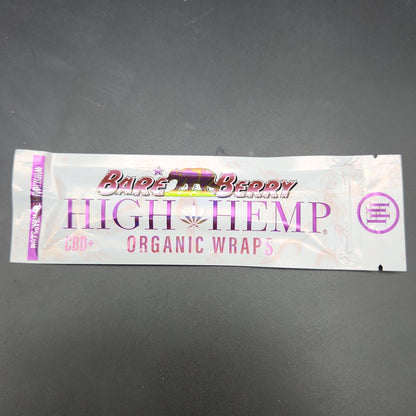 BARE BERRY
HIGH HEMP®
CBD+
ORGANIC WRAPS